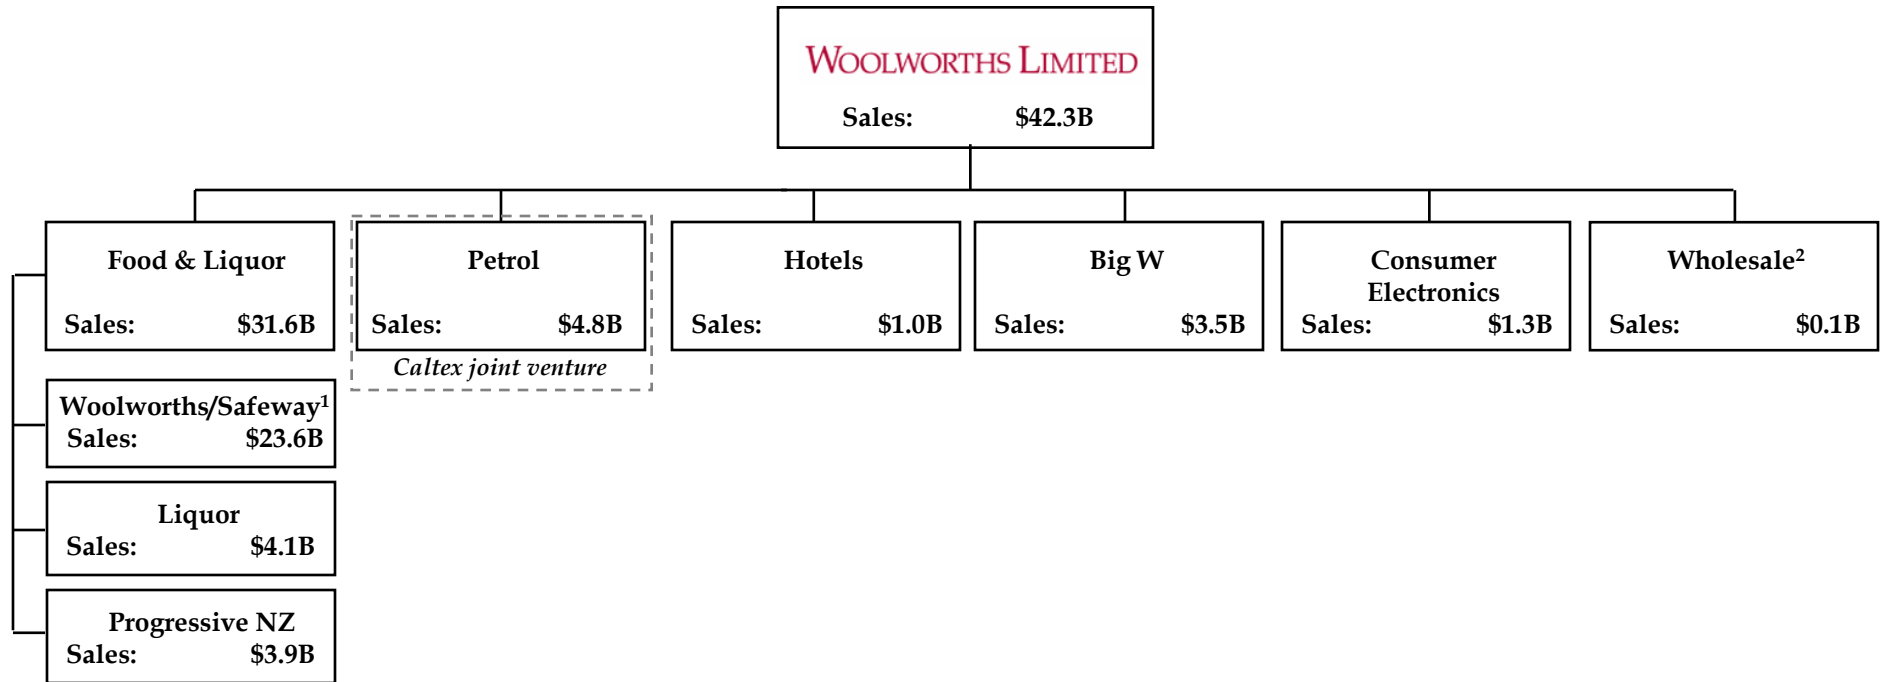 WOOLWORTHS LIMITED
Sales: $42.3B
Food & Liquor
Sales: $31.6B
Petrol
Sales: $4.8B
Caltex joint venture
Hotels
Sales: $1.0B
Big W
Sales: $3.5B
Consumer
Electronics
Sales: $1.3B
Wholesale²
Sales: $0.1B
Woolworths/Safeway¹
Sales: $23.6B
Liquor
Sales: $4.1B
Progressive NZ
Sales: $3.9B